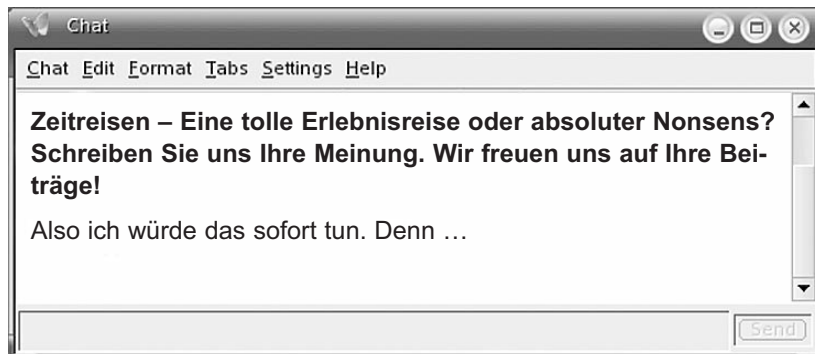 Chat
Chat Edit Format Tabs Settings Help
Zeitreisen – Eine tolle Erlebnisreise oder absoluter Nonsens?
Schreiben Sie uns Ihre Meinung. Wir freuen uns auf Ihre Bei-
träge!
Also ich würde das sofort tun. Denn …
Send